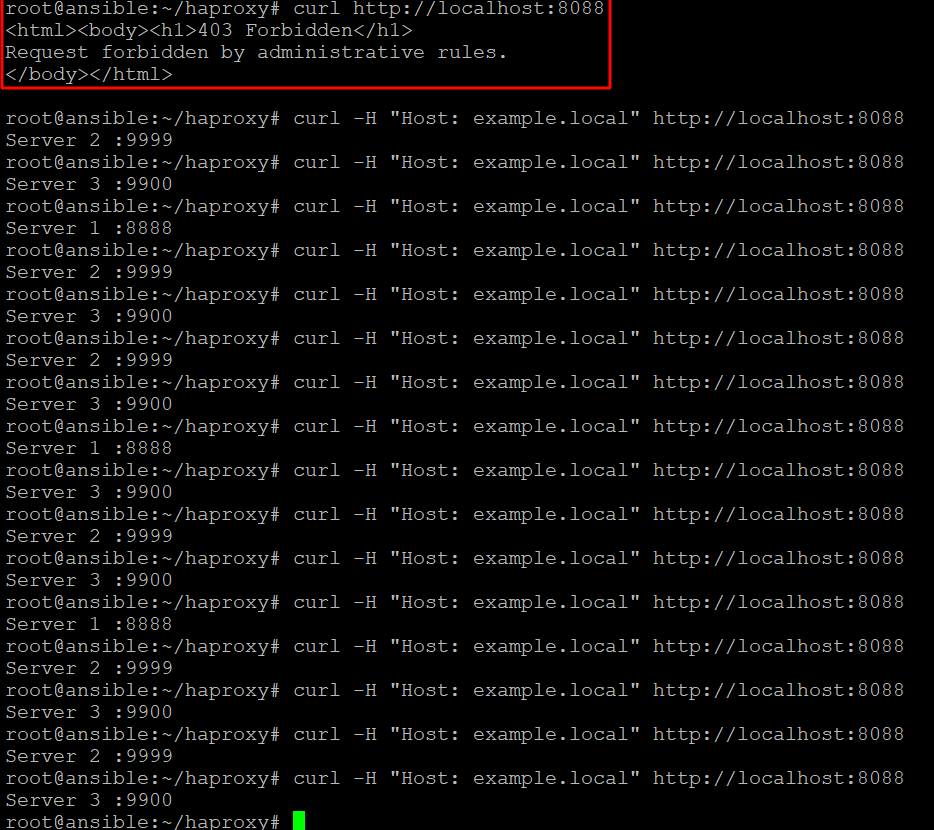 root@ansible:~/haproxy# curl http://localhost:8088
<html><body><h1>403 Forbidden</h1>
Request forbidden by administrative rules.
</body></html>
root@ansible:~/haproxy# curl -H "Host: example.local" http://localhost:8088
Server 2 :9999
root@ansible:~/haproxy# curl -H "Host: example.local" http://localhost:8088
Server 3 :9900
root@ansible:~/haproxy# curl -H "Host: example.local" http://localhost:8088
Server 1 :8888
root@ansible:~/haproxy# curl -H "Host: example.local" http://localhost:8088
Server 2 :9999
root@ansible:~/haproxy# curl -H "Host: example.local" http://localhost:8088
Server 3 :9900
root@ansible:~/haproxy# curl -H "Host: example.local" http://localhost:8088
Server 2 :9999
root@ansible:~/haproxy# curl -H "Host: example.local" http://localhost:8088
Server 3 :9900
root@ansible:~/haproxy# curl -H "Host: example.local" http://localhost:8088
Server 1 :8888
root@ansible:~/haproxy# curl -H "Host: example.local" http://localhost:8088
Server 3 :9900
root@ansible:~/haproxy# curl -H "Host: example.local" http://localhost:8088
Server 2 :9999
root@ansible:~/haproxy# curl -H "Host: example.local" http://localhost:8088
Server 3 :9900
root@ansible:~/haproxy# curl -H "Host: example.local" http://localhost:8088
Server 1 :8888
root@ansible:~/haproxy# curl -H "Host: example.local" http://localhost:8088
Server 2 :9999
root@ansible:~/haproxy# curl -H "Host: example.local" http://localhost:8088
Server 3 :9900
root@ansible:~/haproxy# curl -H "Host: example.local" http://localhost:8088
Server 2 :9999
root@ansible:~/haproxy# curl -H "Host: example.local" http://localhost:8088
Server 3 :9900
root@ansible:~/haproxy#